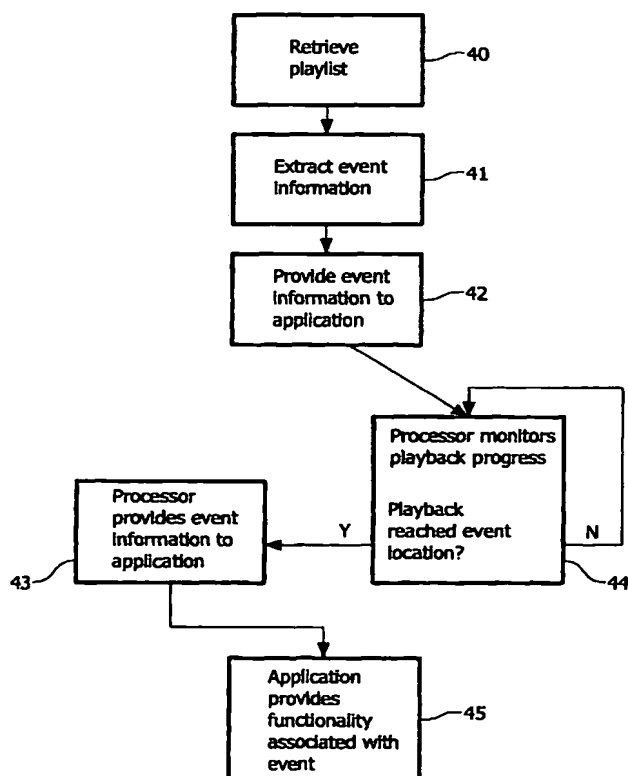 Retrieve
playlist
40
Extract event
information
41
Provide event
information to
application
42
Processor monitors
playback progress
Playback
reached event
location?
Y
N
44
Processor
provides event
information to
application
43
Application
provides
functionality
associated with
event
45